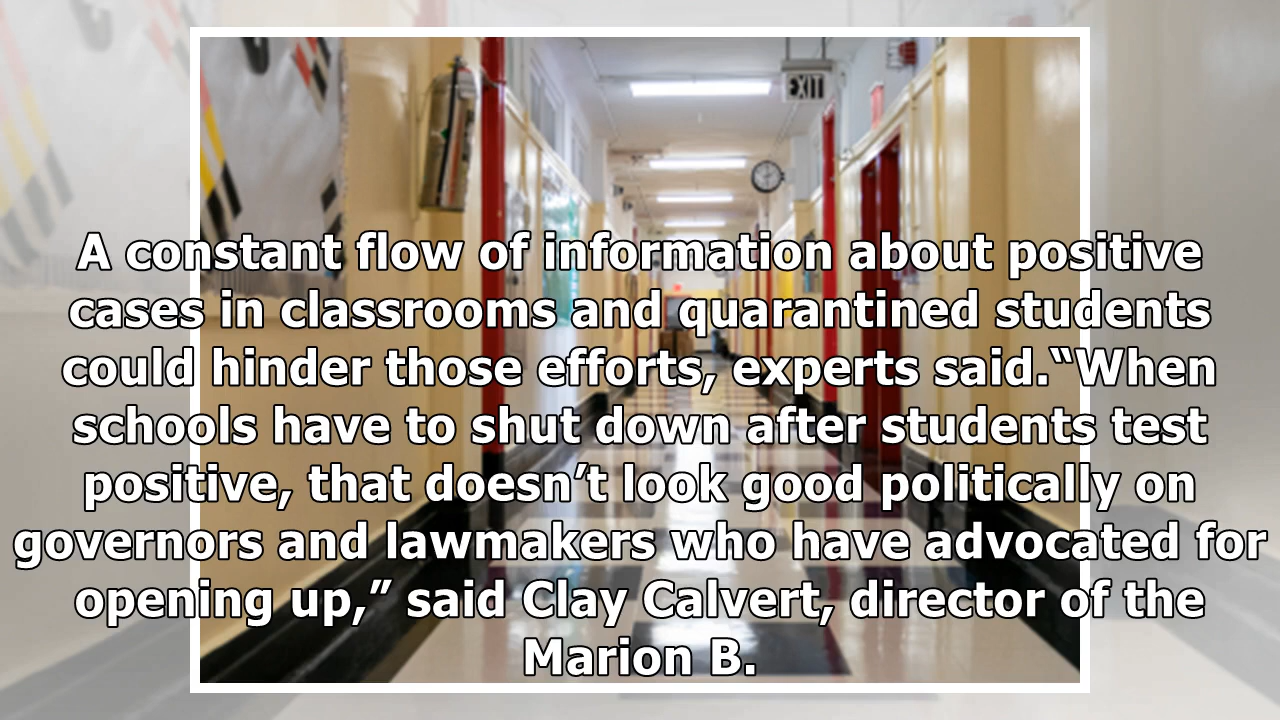 EXIT
A constant flow of information about positive
cases in classrooms and quarantined students
could hinder those efforts, experts said.“When
schools have to shut down after students test
positive, that doesn’t look good politically on
governors and lawmakers who have advocated for
opening up,” said Clay Calvert, director of the
Marion B.